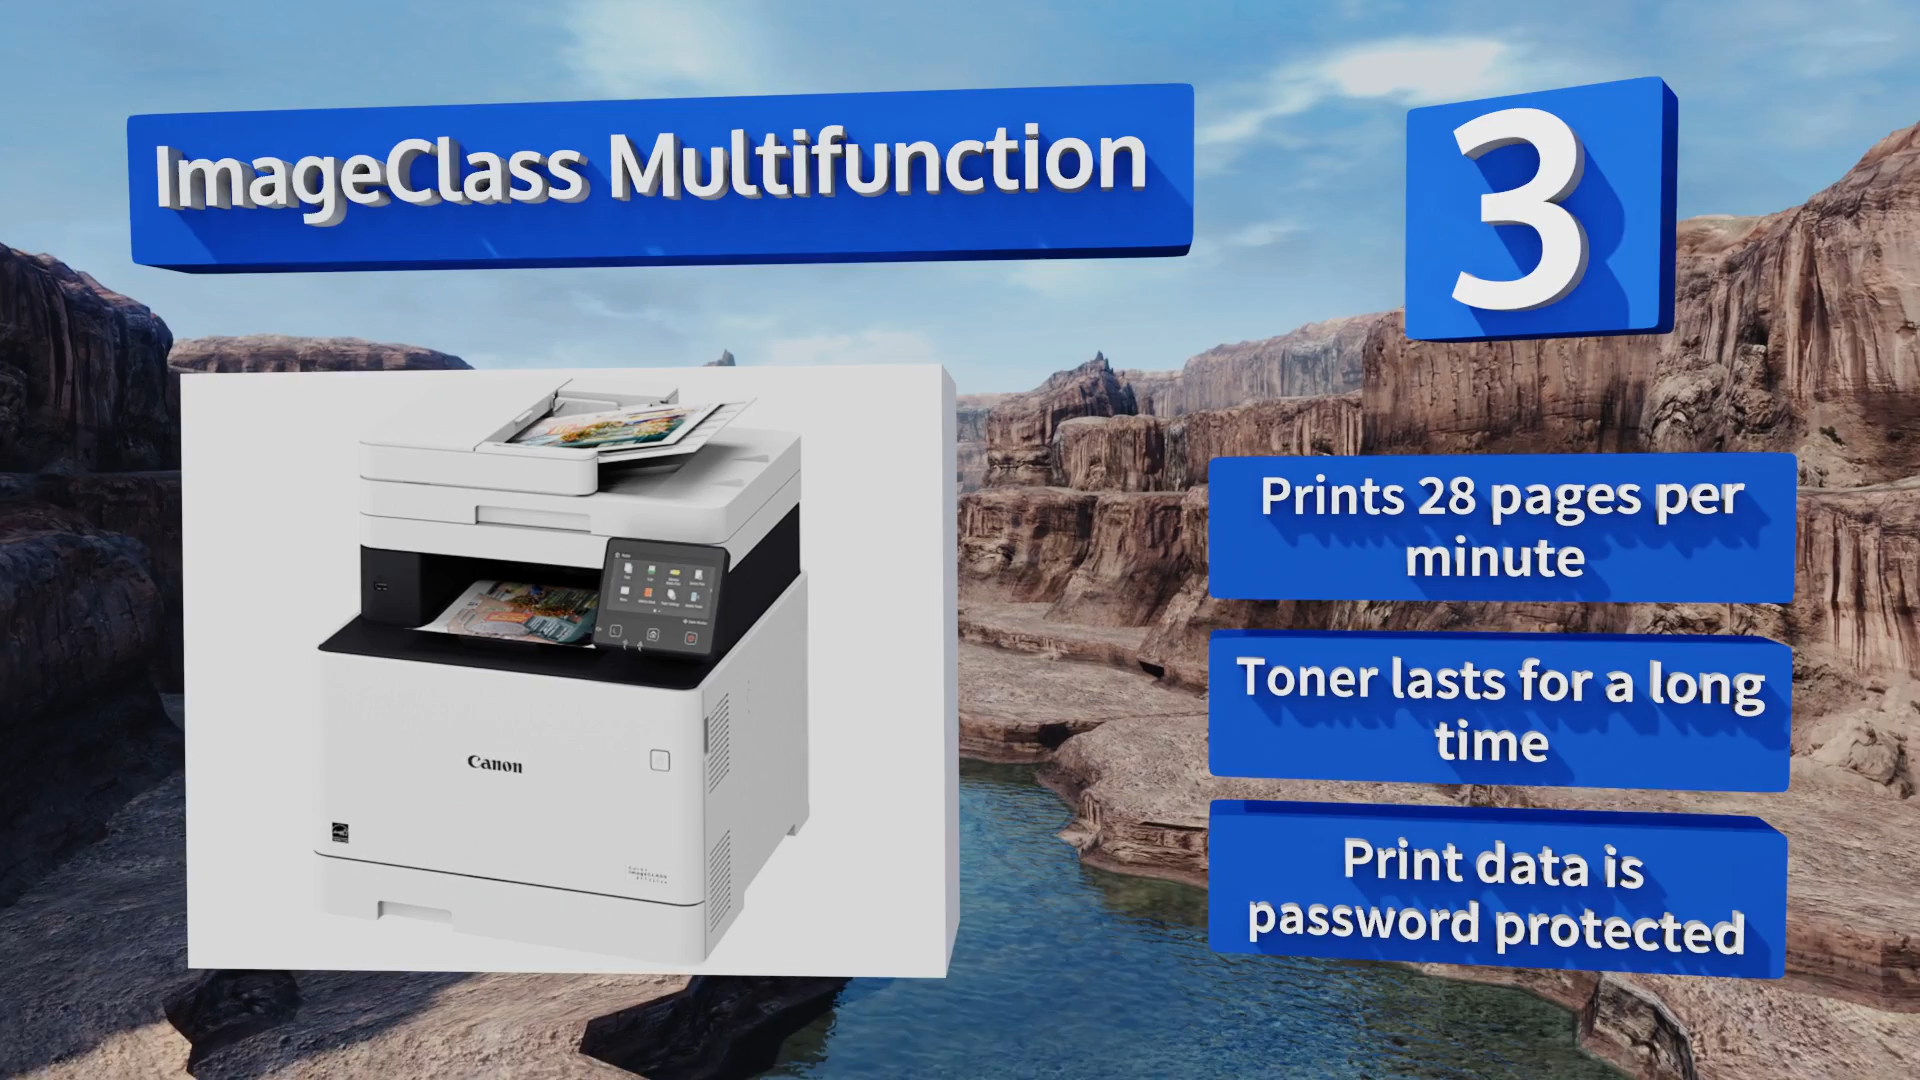 ImageClass Multifunction
3
Prints 28 pages per
minute
Toner lasts for a long
time
Print data is
password protected
Canon